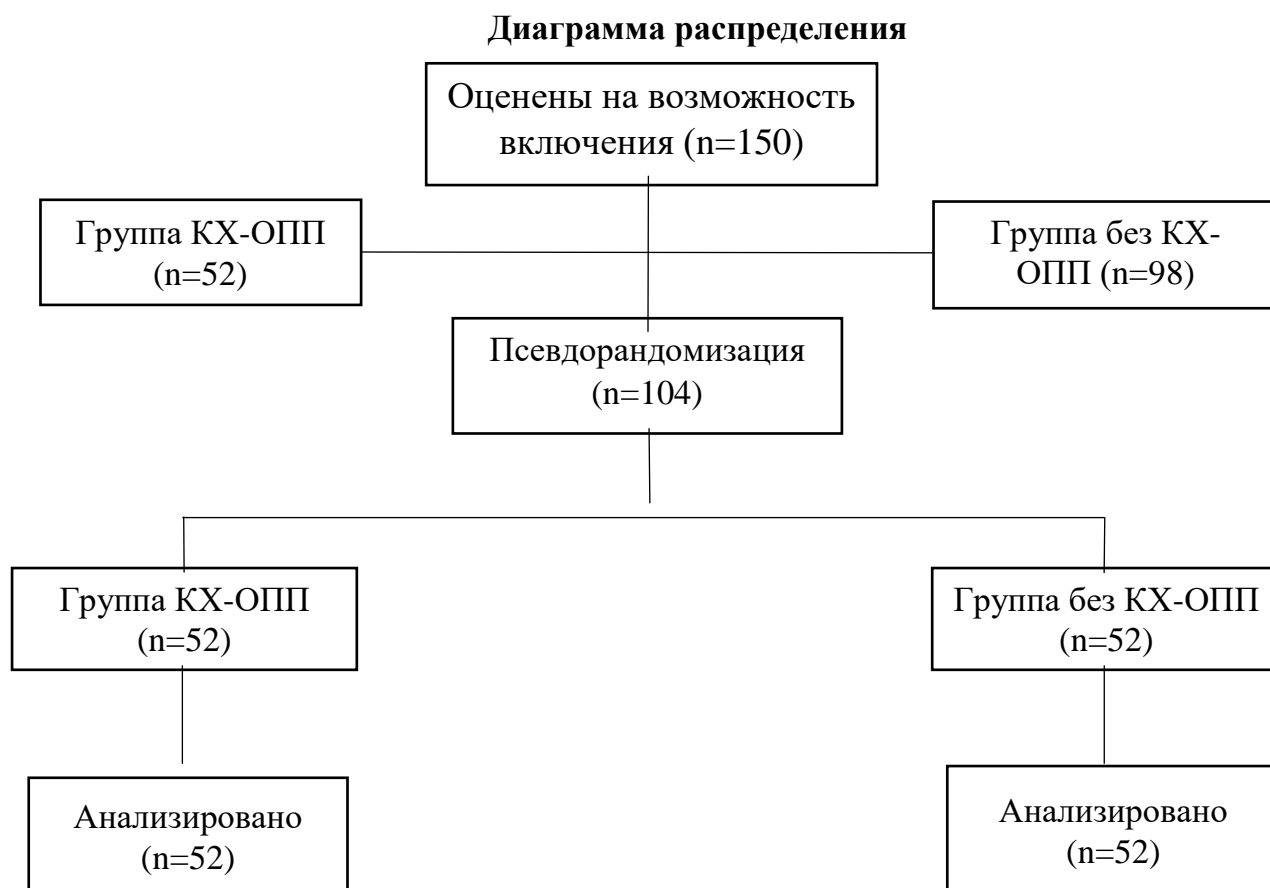 Диаграмма распределения
Оценены на возможность
включения (n=150)
Группа КХ-ОПП
(n=52)
Группа без КХ-
ОПП (n=98)
Псевдорандомизация
(n=104)
Группа КХ-ОПП
(n=52)
Группа без КХ-ОПП
(n=52)
Анализировано
(n=52)
Анализировано
(n=52)